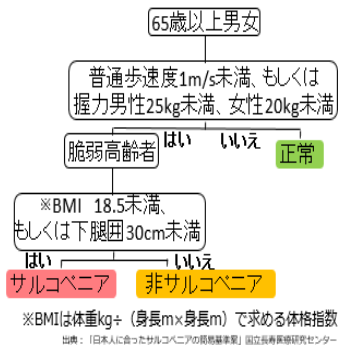 65歳以上男女
普通歩速度1m/s未満、もしくは
握力男性25kg未満、女性20kg未満
はい いいえ
脆弱高齢者
正常
※BMI 18.5未満、
もしくは下腿囲30cm未満
はい いいえ
サルコペニア 非サルコペニア
※BMIは体重kg÷（身長m×身長m）で求める体格指数
出典：「日本人に合ったサルコペニアの簡易基準案」国立長寿医療研究センター